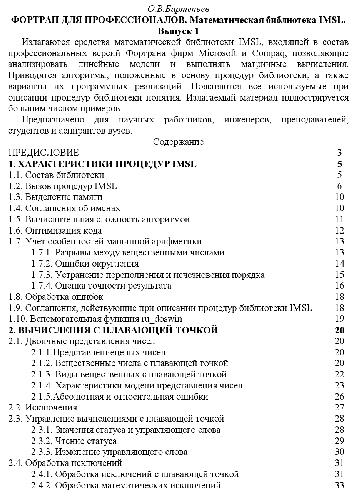 О.В.Бартеньев
ФОРТРАН ДЛЯ ПРОФЕССИОНАЛОВ. Математическая библиотека IMSL.
Выпуск 1
Излагаются средства математической библиотеки IMSL, входящей в состав
профессиональных версий Фортрана фирм Microsoft и Compaq, позволяющие
анализировать линейные модели и выполнять матричные вычисления.
Приводятся алгоритмы, положенные в основу процедур библиотеки, а также
варианты их программных реализаций. Поясняются все используемые при
описании процедур библиотеки понятия. Излагаемый материал иллюстрируется
большим числом примеров.
Предназначено для научных работников, инженеров, преподавателей,
студентов и аспирантов вузов.
Содержание
ПРЕДИСЛОВИЕ 3
1. ХАРАКТЕРИСТИКИ ПРОЦЕДУР IMSL 5
1.1. Состав библиотеки 5
1.2. Вызов процедур IMSL 6
1.3. Выделение памяти 10
1.4. Соглашения об именах 10
1.5. Вычислительная сложность алгоритмов 11
1.6. Оптимизация кода 12
1.7. Учет особенностей машинной арифметики 13
1.7.1. Разрывы между вещественными числами 13
1.7.2. Ошибки округления 14
1.7.3. Устранение переполнения и исчезновения порядка 15
1.7.4. Оценка точности результата 16
1.8. Обработка ошибок 18
1.9. Соглашения, действующие при описании процедур библиотеки IMSL 18
1.10. Вспомогательная функция ru_doswin 19
2. ВЫЧИСЛЕНИЯ С ПЛАВАЮЩЕЙ ТОЧКОЙ 20
2.1. Двоичные представления чисел 20
2.1.1.Представление целых чисел 20
2.1.2. Вещественные числа с плавающей точкой 20
2.1.3. Виды вещественных чисел с плавающей точкой 22
2.1.4. Характеристики модели представления чисел 23
2.1.5.Абсолютная и относительная ошибки 26
2.2. Исключения 27
2.3. Управление вычислениями с плавающей точкой 28
2.3.1. Значения статуса и управляющего слова 28
2.3.2. Чтение статуса 29
2.3.3. Изменение управляющего слова 30
2.4. Обработка исключений 31
2.4.1. Обработка исключений с плавающей точкой 31
2.4.2. Обработка математических исключений 33